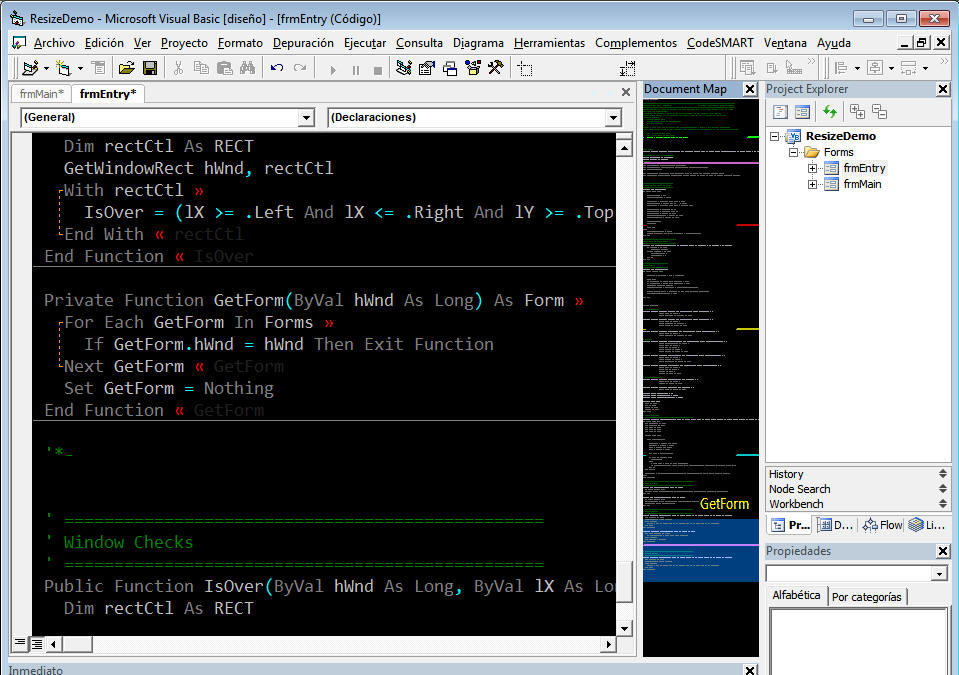 ResizeDemo - Microsoft Visual Basic [diseño] - [frmEntry (Código)]
Archivo Edición Ver Proyecto Formato Depuración Ejecutar Consulta Diagrama Herramientas Complementos CodeSMART Ventana Ayuda
frmMain* frmEntry*
(General) (Declaraciones)
Dim rectCtl As RECT
GetWindowRect hWnd, rectCtl
With rectCtl »
IsOver = (lX >= .Left And lX <= .Right And lY >= .Top
End With « rectCtl
End Function « IsOver
Private Function GetForm(ByVal hWnd As Long) As Form »
For Each GetForm In Forms »
If GetForm.hWnd = hWnd Then Exit Function
Next GetForm « GetForm
Set GetForm = Nothing
End Function « GetForm
'*-
' ================================================
' Window Checks
' ================================================
Public Function IsOver(ByVal hWnd As Long, ByVal lX As Lo
Dim rectCtl As RECT
Document Map
GetForm
Project Explorer
ResizeDemo
Forms
frmEntry
frmMain
History
Node Search
Workbench
Pr... D... Flow Li...
Propiedades
Alfabética Por categorías
Inmediato